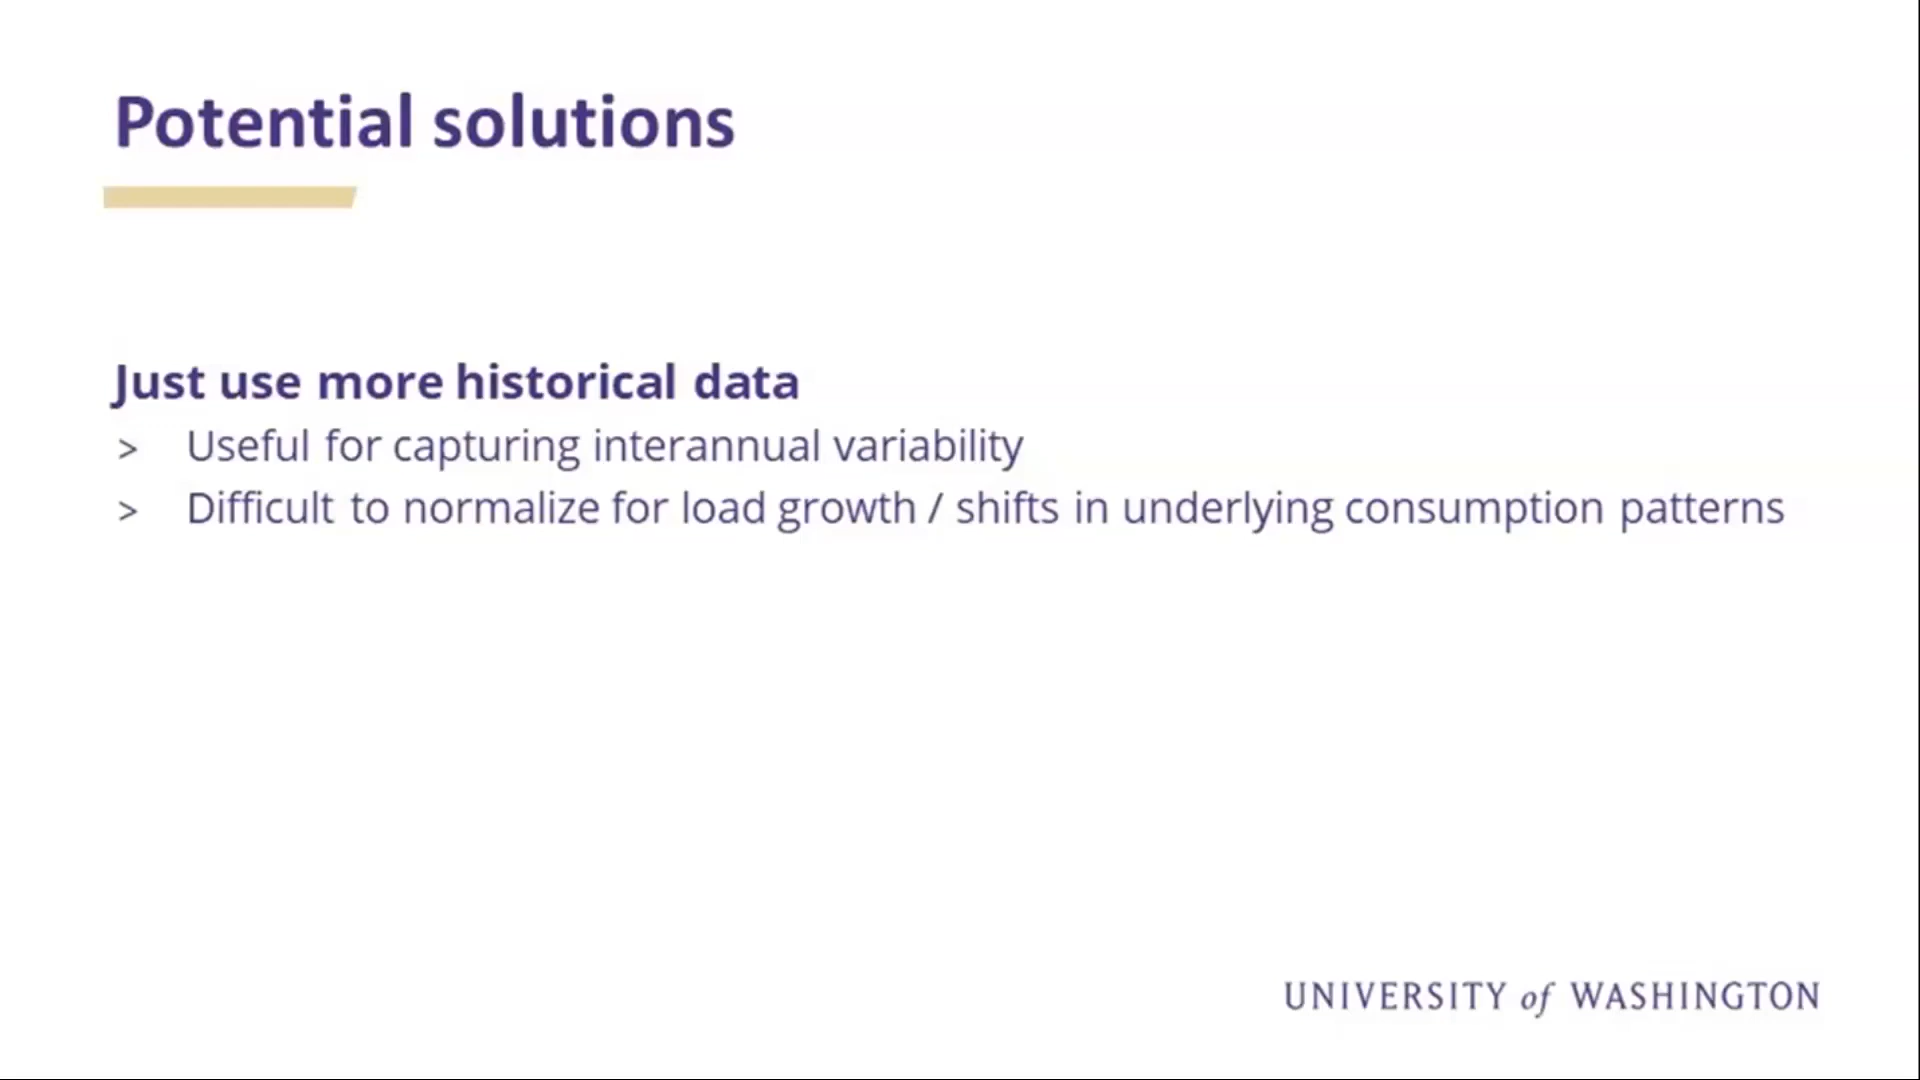 Potential solutions
Just use more historical data
> Useful for capturing interannual variability
> Difficult to normalize for load growth / shifts in underlying consumption patterns
UNIVERSITY of WASHINGTON